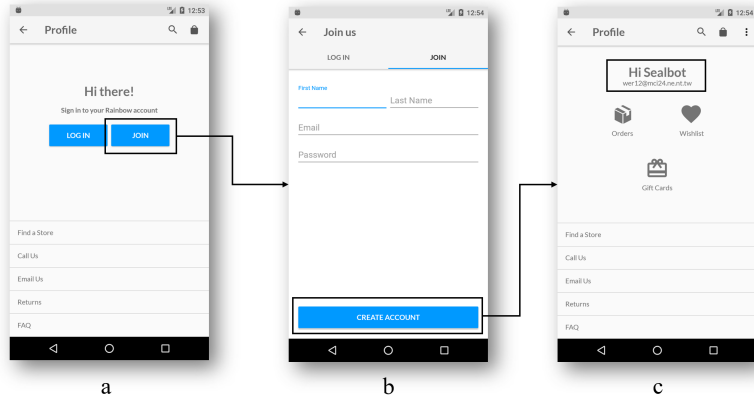 12:53
Profile
Hi there!
Sign in to your Rainbow account
LOG IN
JOIN
Find a Store
Call Us
Email Us
Returns
FAQ
a
12:54
Join us
LOG IN
JOIN
First Name
Last Name
Email
Password
CREATE ACCOUNT
b
12:54
Profile
Hi Sealbot
wer12@mcl24.ne.nt.tw
Orders
Wishlist
Gift Cards
Find a Store
Call Us
Email Us
Returns
FAQ
c